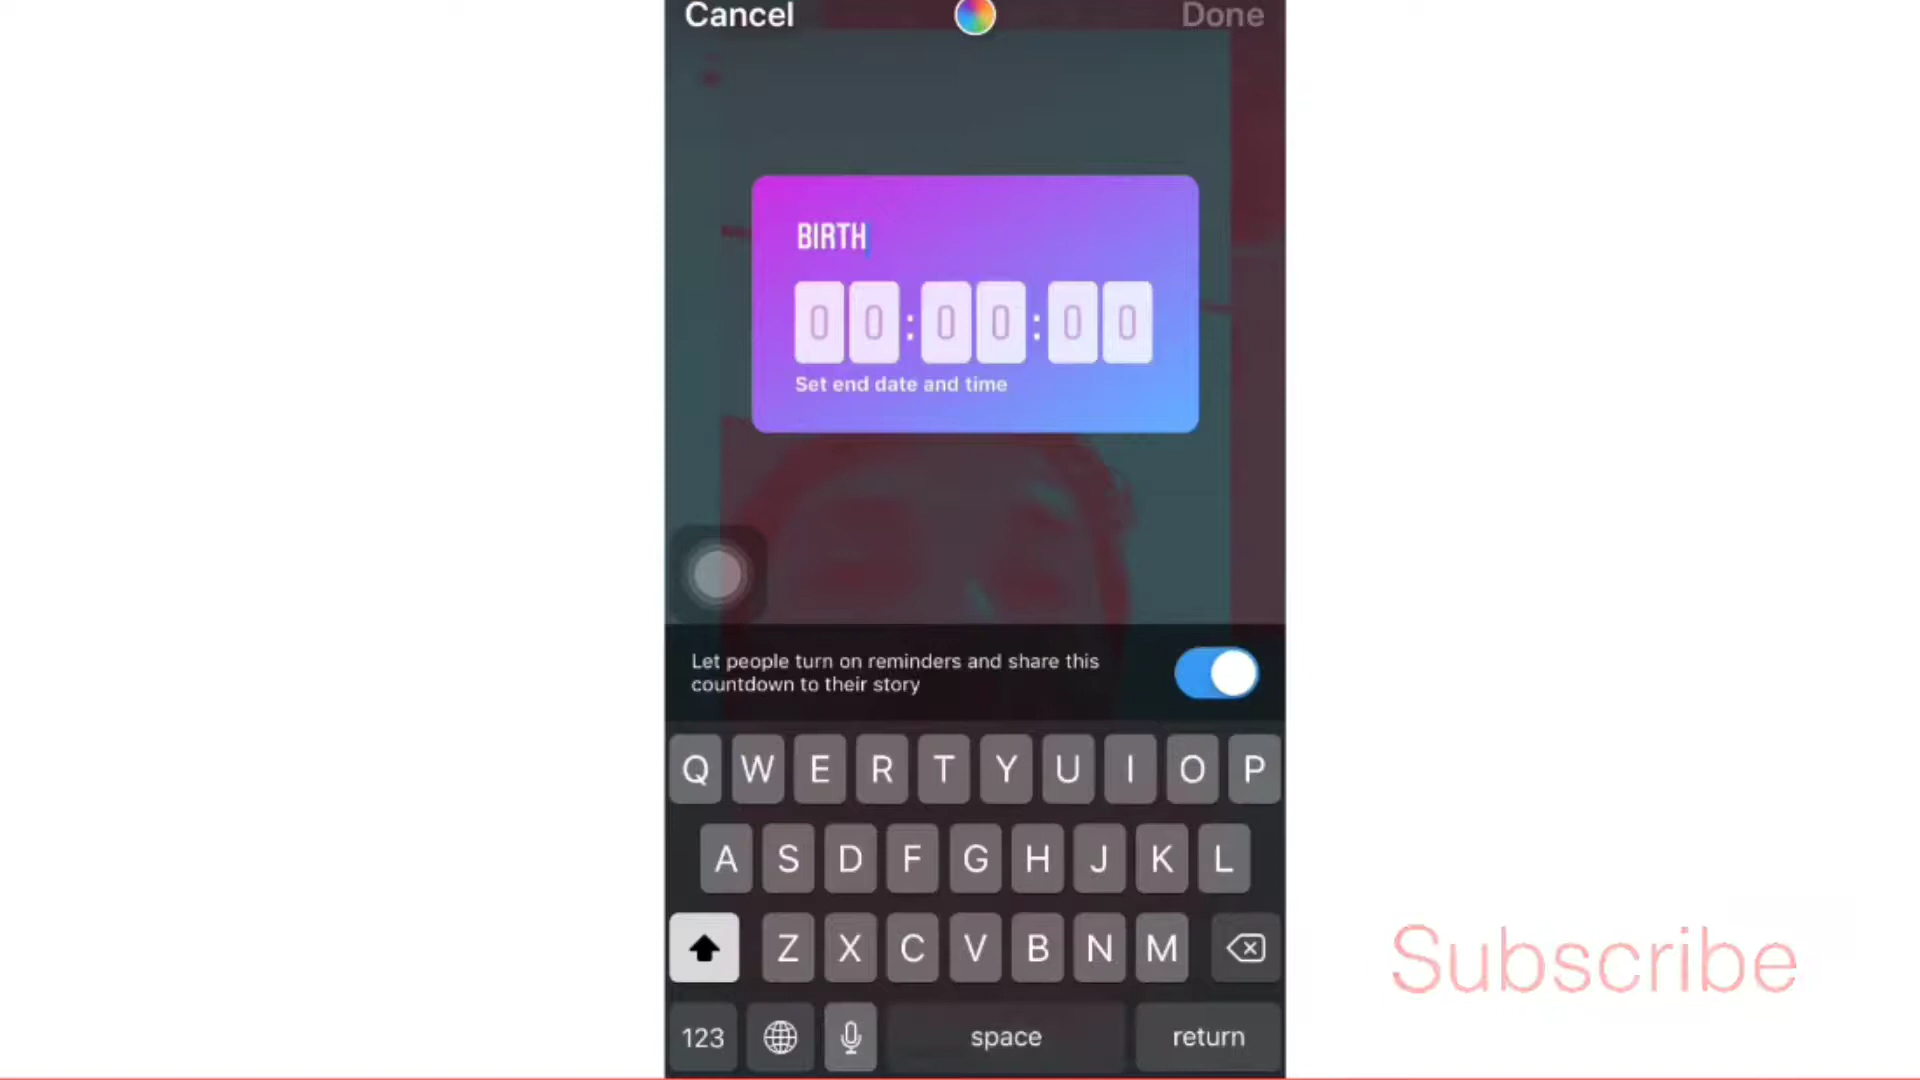 Cancel Done
BIRTH
00:00:00
Set end date and time
Let people turn on reminders and share this
countdown to their story
Q W E R T Y U I O P
A S D F G H J K L
Z X C V B N M
123 space return
Subscribe